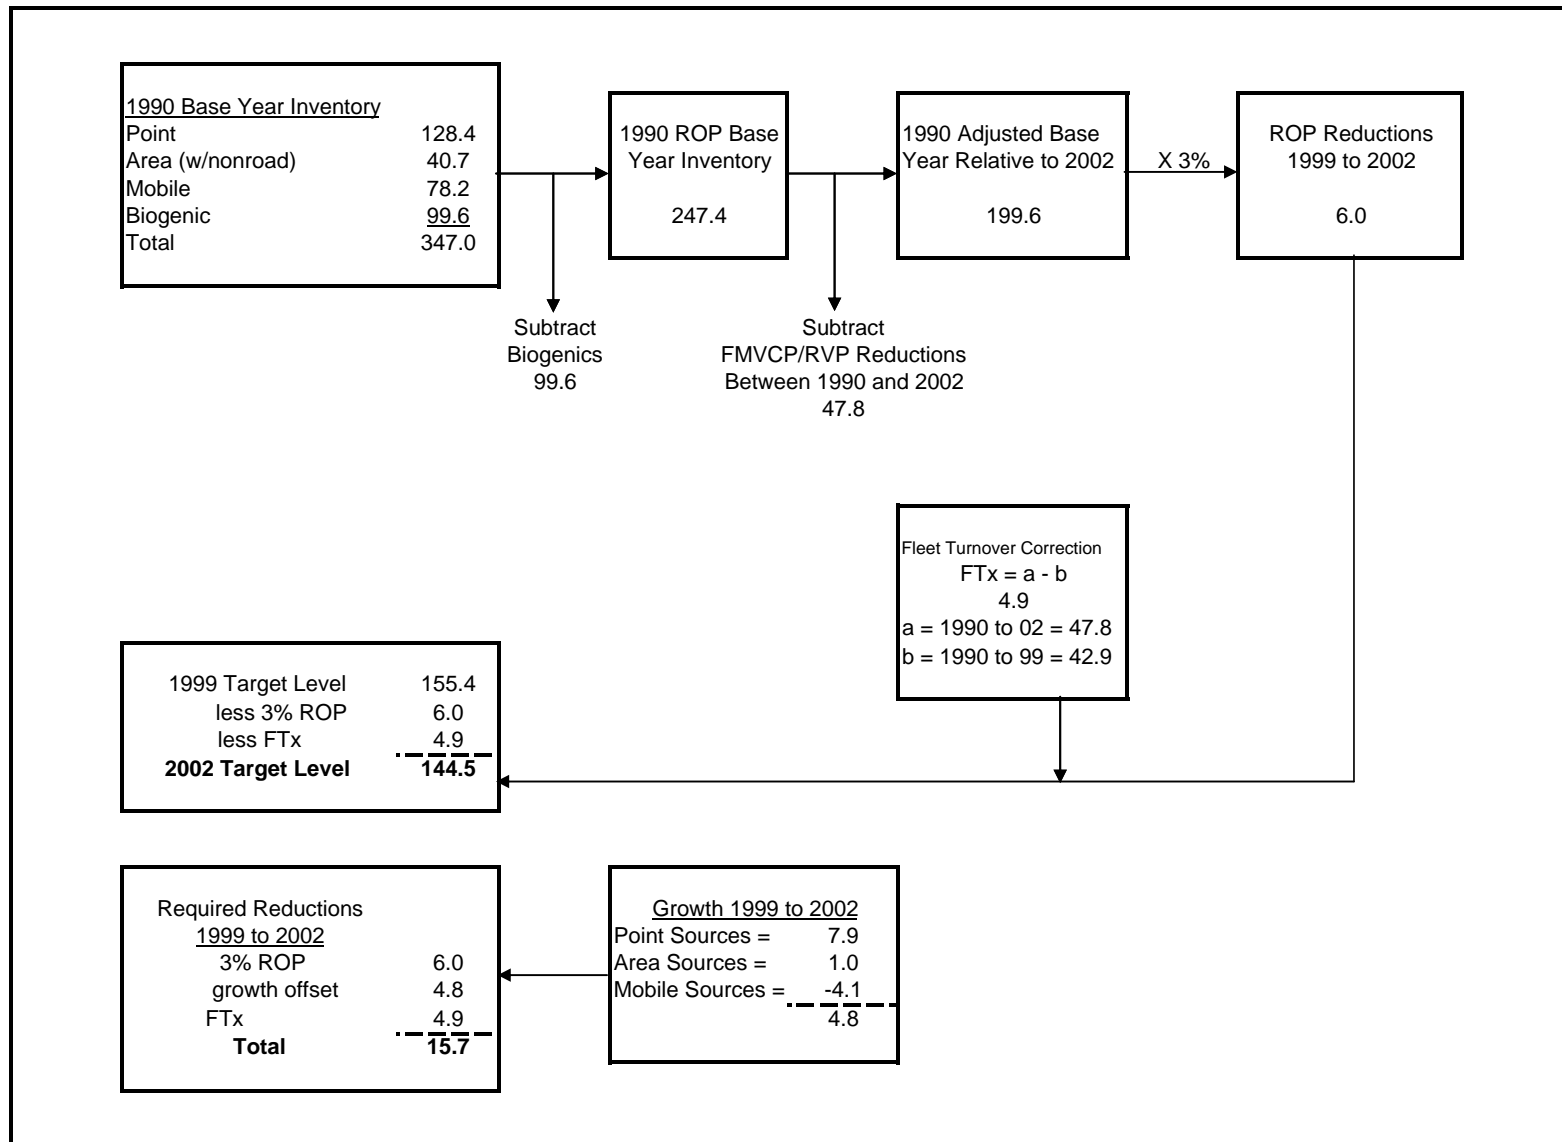 1990 Base Year Inventory
Point 128.4
Area (w/nonroad) 40.7
Mobile 78.2
Biogenic 99.6
Total 347.0
1990 ROP Base
Year Inventory
247.4
1990 Adjusted Base
Year Relative to 2002
199.6
X 3%
ROP Reductions
1999 to 2002
6.0
Subtract
Biogenics
99.6
Subtract
FMVCP/RVP Reductions
Between 1990 and 2002
47.8
Fleet Turnover Correction
FTx = a - b
4.9
a = 1990 to 02 = 47.8
b = 1990 to 99 = 42.9
1999 Target Level 155.4
less 3% ROP 6.0
less FTx 4.9
2002 Target Level 144.5
Required Reductions
1999 to 2002
3% ROP 6.0
growth offset 4.8
FTx 4.9
Total 15.7
Growth 1999 to 2002
Point Sources = 7.9
Area Sources = 1.0
Mobile Sources = -4.1
4.8